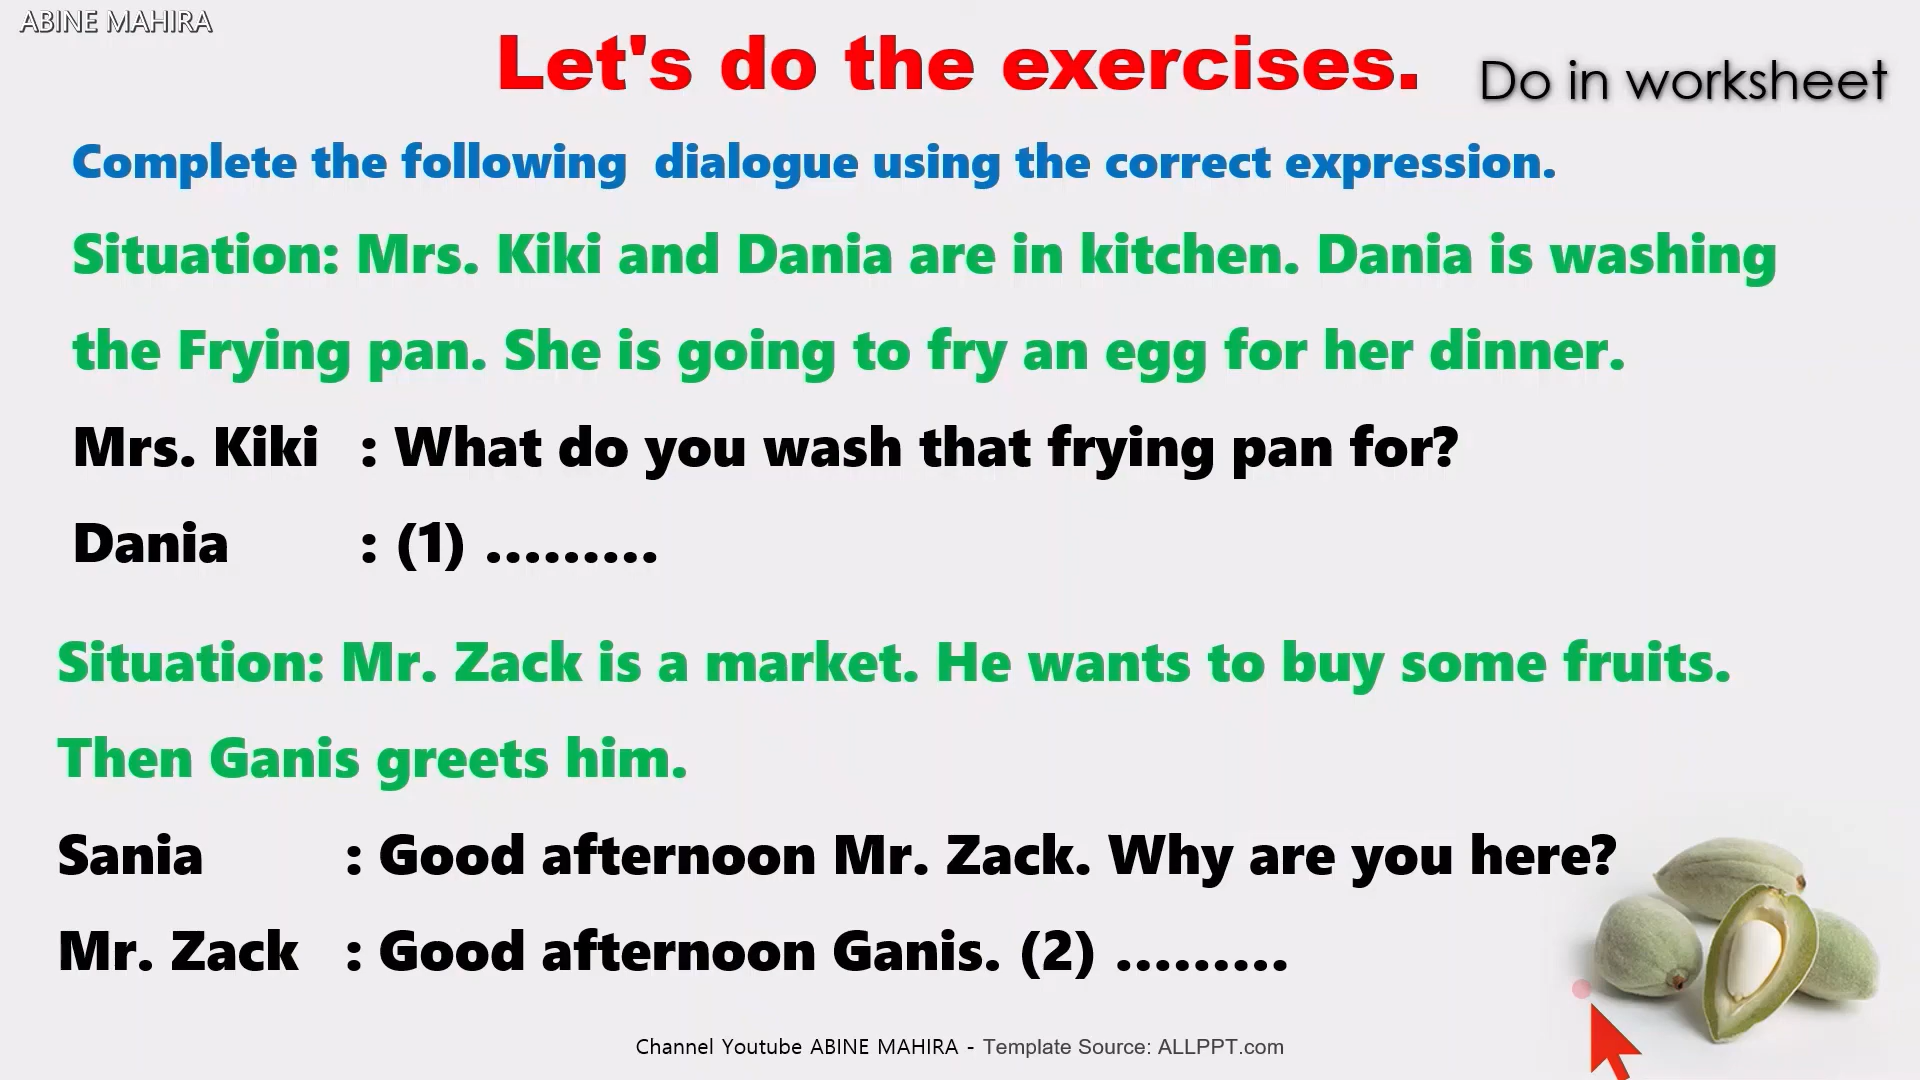 ABINE MAHIRA
Let's do the exercises.
Do in worksheet
Complete the following dialogue using the correct expression.
Situation: Mrs. Kiki and Dania are in kitchen. Dania is washing
the Frying pan. She is going to fry an egg for her dinner.
Mrs. Kiki : What do you wash that frying pan for?
Dania : (1) .........
Situation: Mr. Zack is a market. He wants to buy some fruits.
Then Ganis greets him.
Sania : Good afternoon Mr. Zack. Why are you here?
Mr. Zack : Good afternoon Ganis. (2) .........
Channel Youtube ABINE MAHIRA - Template Source: ALLPPT.com